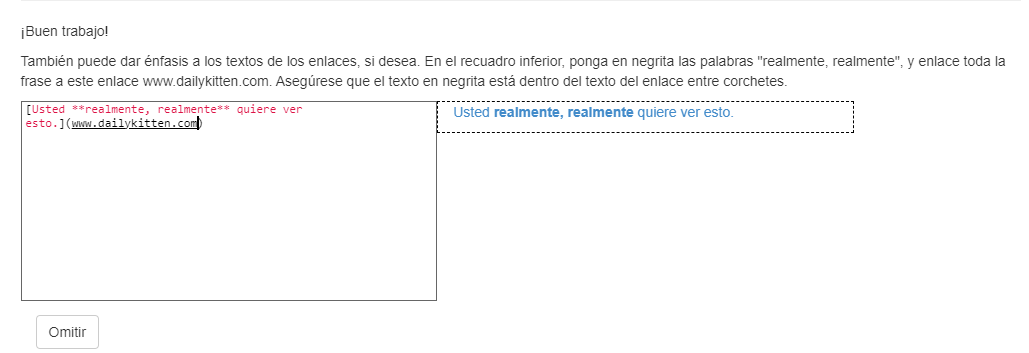 ¡Buen trabajo!
También puede dar énfasis a los textos de los enlaces, si desea. En el recuadro inferior, ponga en negrita las palabras "realmente, realmente", y enlace toda la
frase a este enlace www.dailykitten.com. Asegúrese que el texto en negrita está dentro del texto del enlace entre corchetes.
[Usted **realmente, realmente** quiere ver
esto.](www.dailykitten.com)
Usted realmente, realmente quiere ver esto.
Omitir